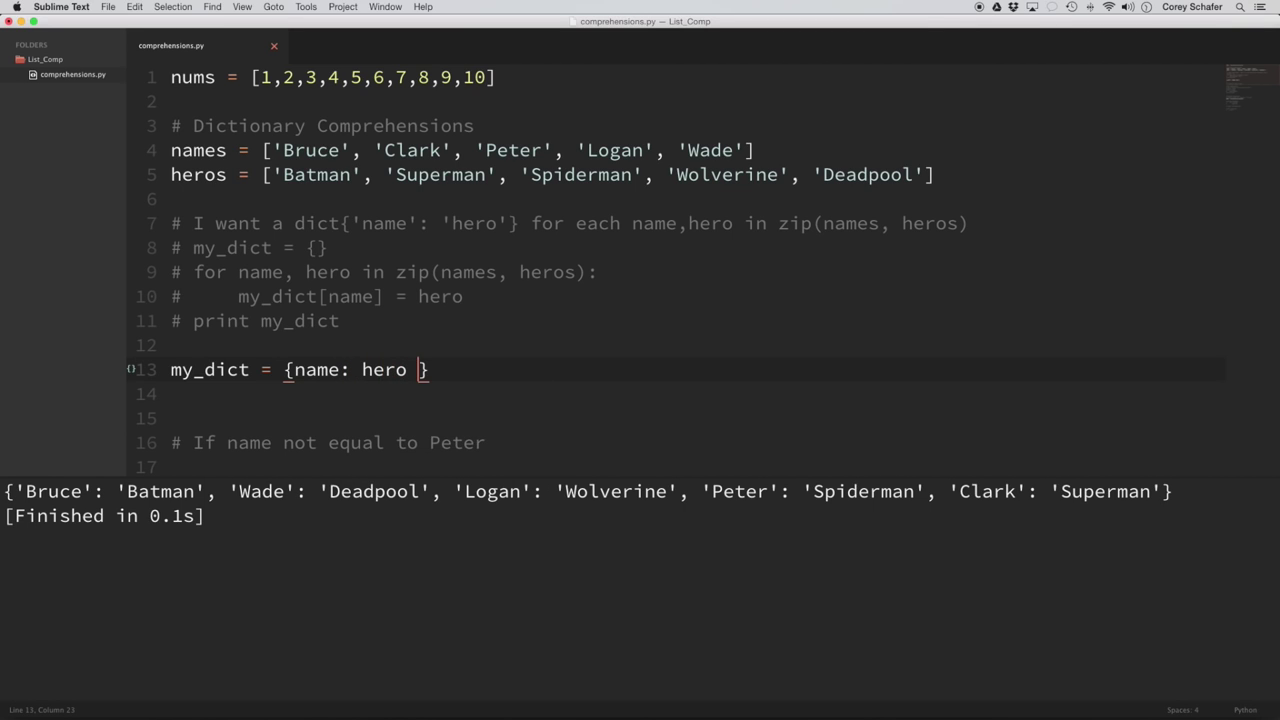 Sublime Text File Edit Selection Find View Goto Tools Project Window Help Corey Schafer
comprehensions.py — List_Comp
FOLDERS
List_Comp
comprehensions.py
comprehensions.py
1 nums = [1,2,3,4,5,6,7,8,9,10]
2
3 # Dictionary Comprehensions
4 names = ['Bruce', 'Clark', 'Peter', 'Logan', 'Wade']
5 heros = ['Batman', 'Superman', 'Spiderman', 'Wolverine', 'Deadpool']
6
7 # I want a dict{'name': 'hero'} for each name,hero in zip(names, heros)
8 # my_dict = {}
9 # for name, hero in zip(names, heros):
10 #     my_dict[name] = hero
11 # print my_dict
12
{} 13 my_dict = {name: hero }
14
15
16 # If name not equal to Peter
17
{'Bruce': 'Batman', 'Wade': 'Deadpool', 'Logan': 'Wolverine', 'Peter': 'Spiderman', 'Clark': 'Superman'}
[Finished in 0.1s]
Line 13, Column 23 Spaces: 4 Python